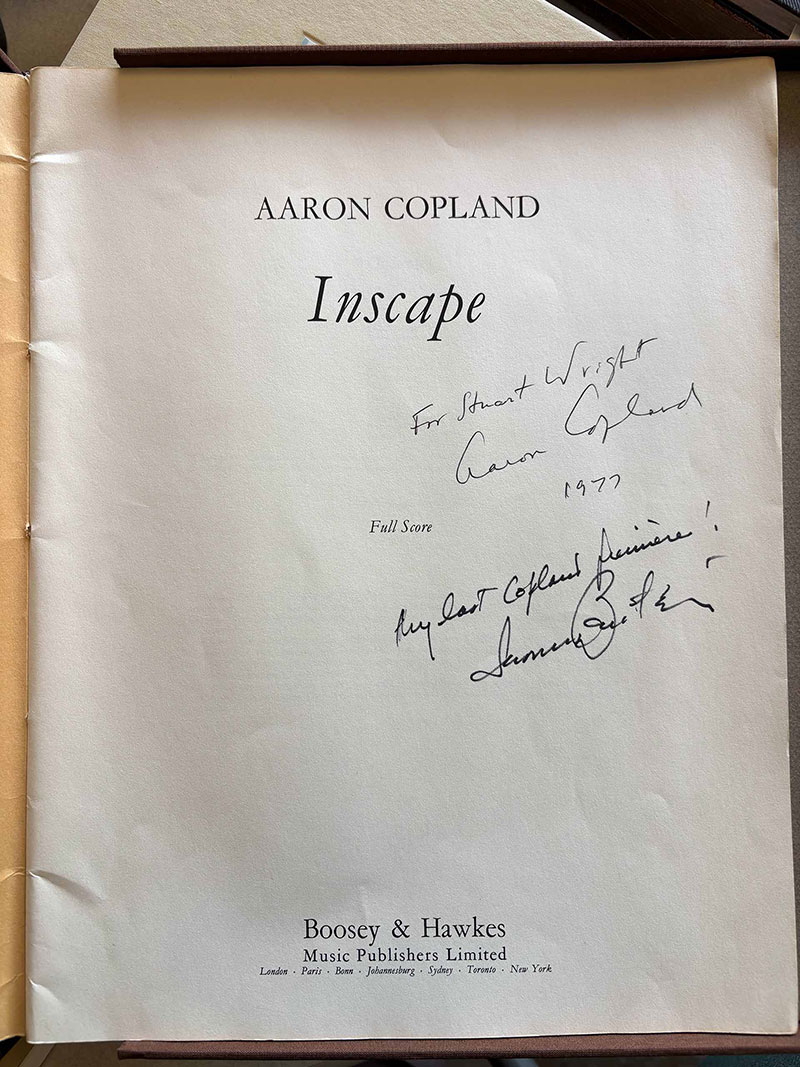 AARON COPLAND
Inscape
For Stuart Wright
Aaron Copland
1977
Full Score
My last Copland première!
Boosey & Hawkes
Music Publishers Limited
London · Paris · Bonn · Johannesburg · Sydney · Toronto · New York